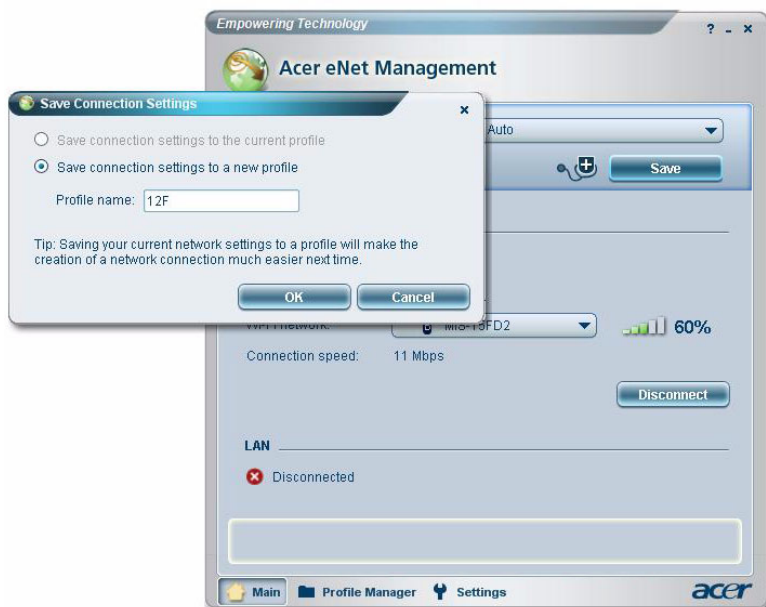 Empowering Technology
? - x
Acer eNet Management
Auto
Save
Save Connection Settings
x
Save connection settings to the current profile
Save connection settings to a new profile
Profile name: 12F
Tip: Saving your current network settings to a profile will make the
creation of a network connection much easier next time.
OK Cancel
network: MIS-15FD2 60%
Connection speed: 11 Mbps
Disconnect
LAN
Disconnected
Main Profile Manager Settings
acer